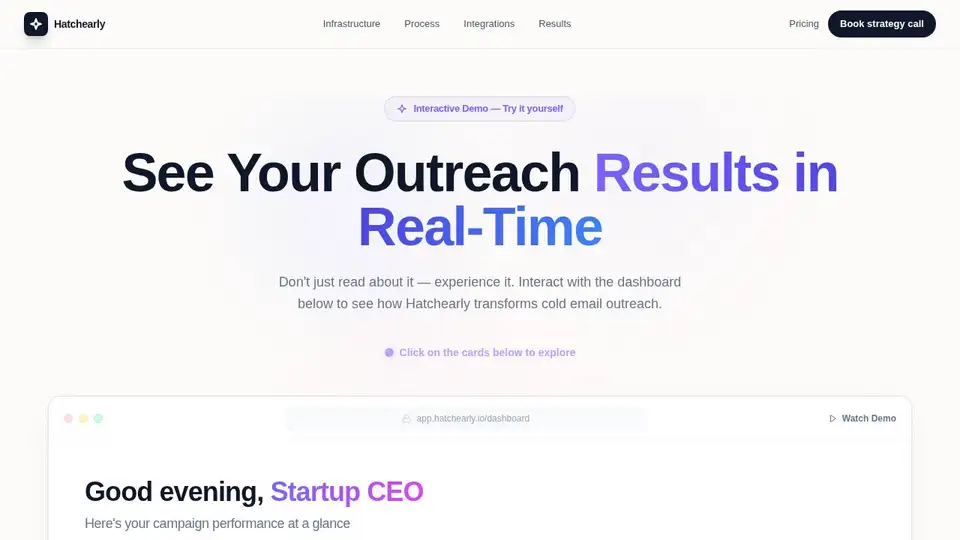 Hatchearly
Infrastructure
Process
Integrations
Results
Pricing
Book strategy call
Interactive Demo — Try it yourself
See Your Outreach Results in
Real-Time
Don't just read about it — experience it. Interact with the dashboard
below to see how Hatchearly transforms cold email outreach.
Click on the cards below to explore
app.hatchearly.io/dashboard
Watch Demo
Good evening, Startup CEO
Here's your campaign performance at a glance